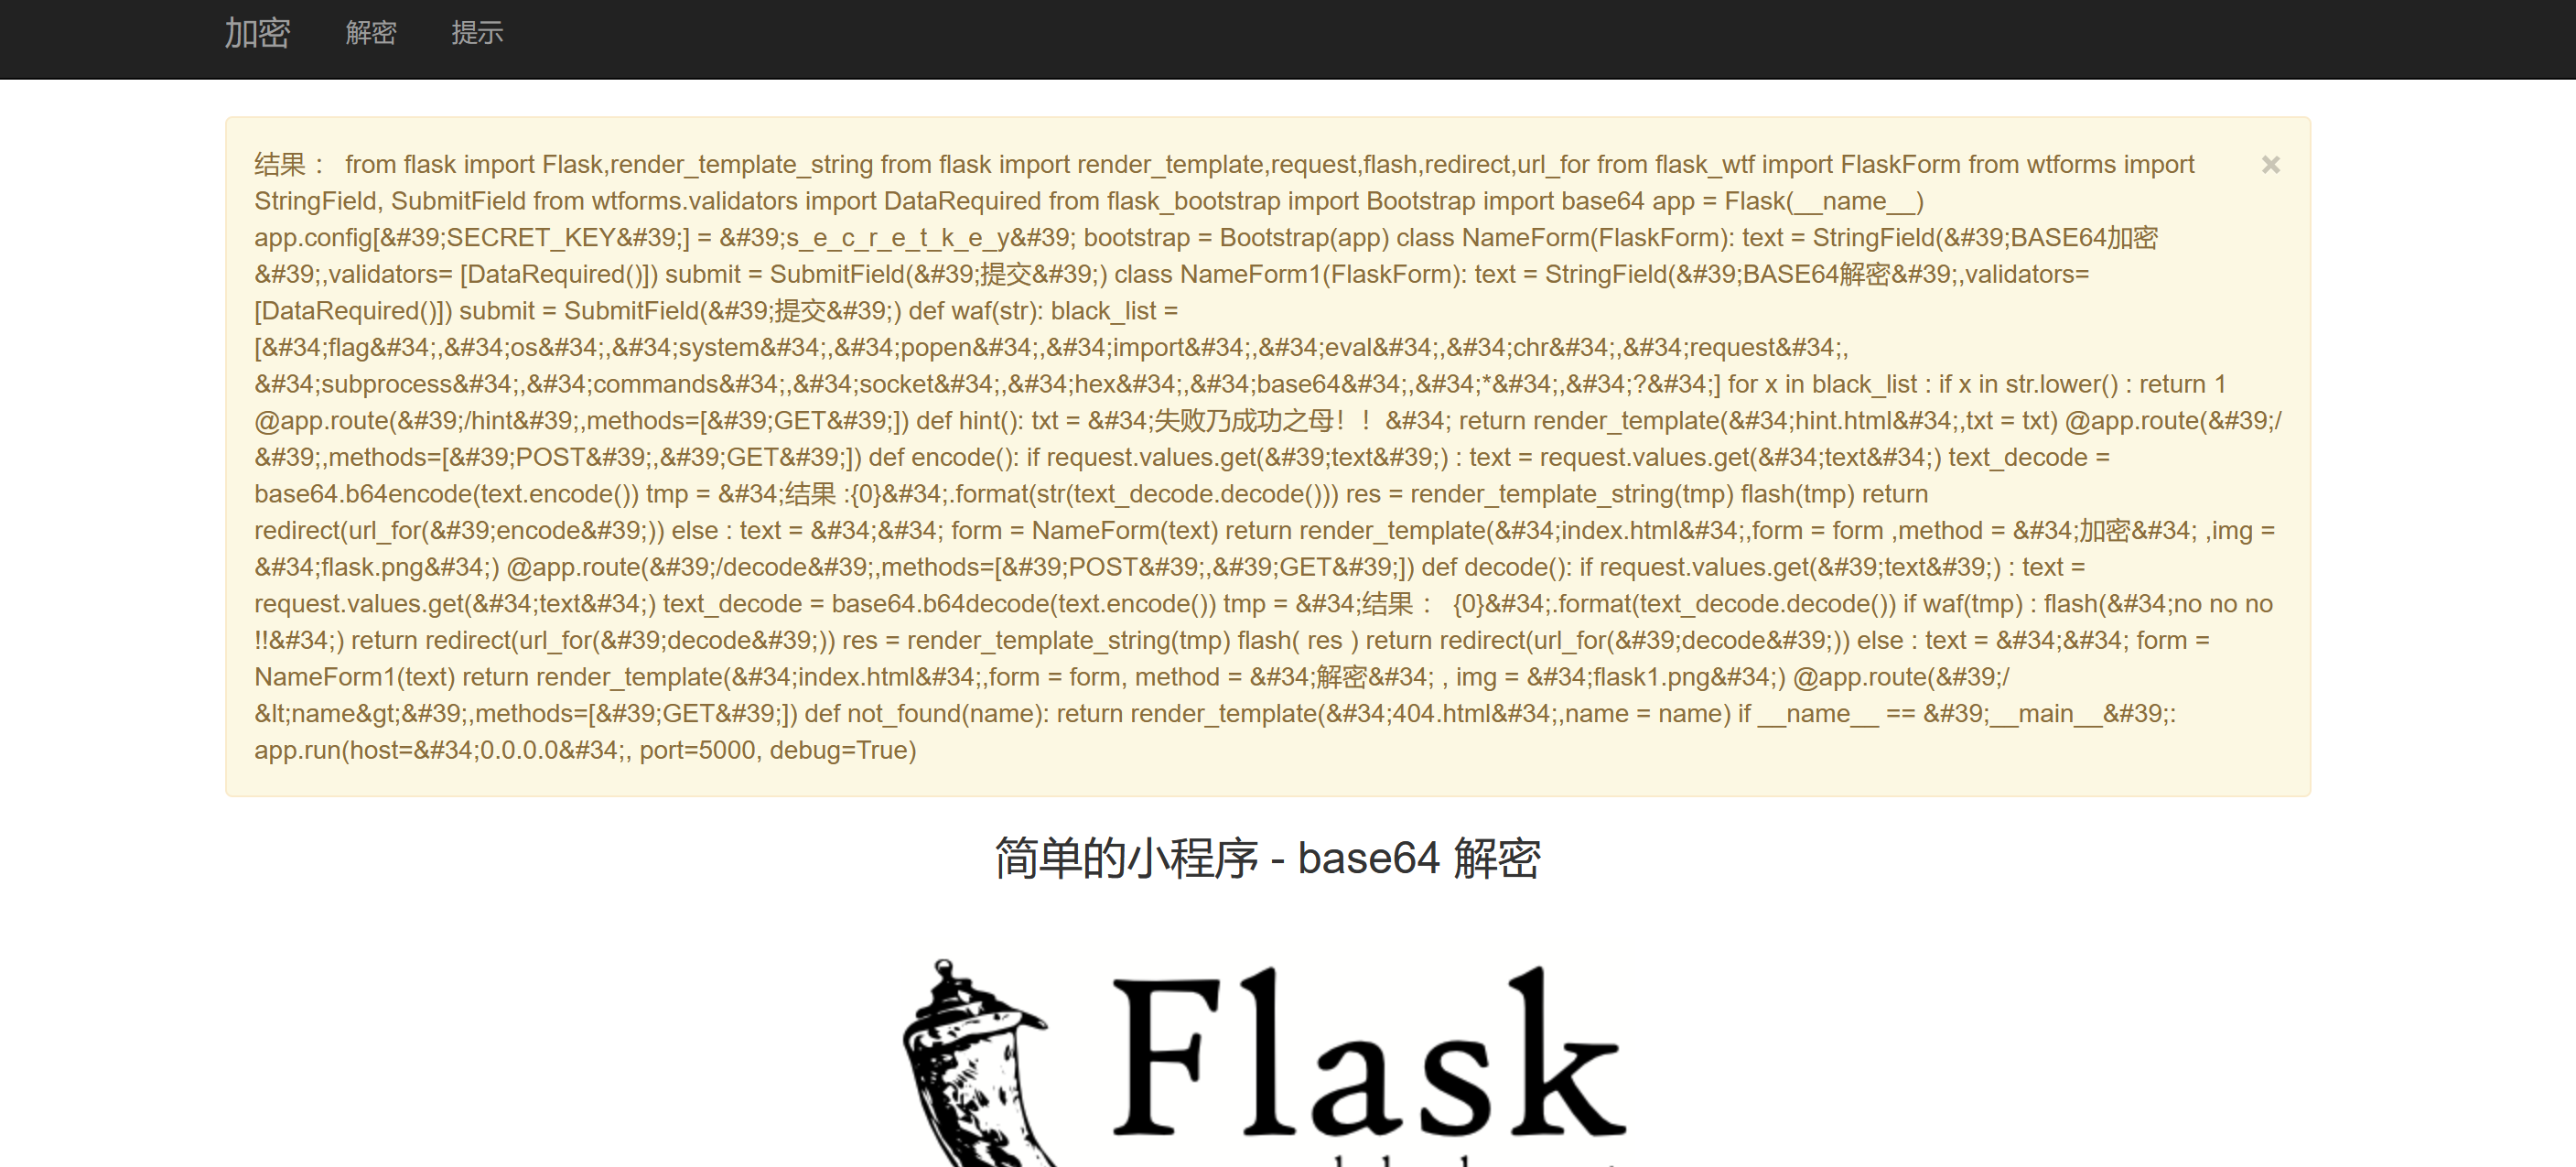 加密 解密 提示
结果 ： from flask import Flask,render_template_string from flask import render_template,request,flash,redirect,url_for from flask_wtf import FlaskForm from wtforms import ×
StringField, SubmitField from wtforms.validators import DataRequired from flask_bootstrap import Bootstrap import base64 app = Flask(__name__)
app.config[&#39;SECRET_KEY&#39;] = &#39;s_e_c_r_e_t_k_e_y&#39; bootstrap = Bootstrap(app) class NameForm(FlaskForm): text = StringField(&#39;BASE64加密
&#39;,validators= [DataRequired()]) submit = SubmitField(&#39;提交&#39;) class NameForm1(FlaskForm): text = StringField(&#39;BASE64解密&#39;,validators=
[DataRequired()]) submit = SubmitField(&#39;提交&#39;) def waf(str): black_list =
[&#34;flag&#34;,&#34;os&#34;,&#34;system&#34;,&#34;popen&#34;,&#34;import&#34;,&#34;eval&#34;,&#34;chr&#34;,&#34;request&#34;,
&#34;subprocess&#34;,&#34;commands&#34;,&#34;socket&#34;,&#34;hex&#34;,&#34;base64&#34;,&#34;*&#34;,&#34;?&#34;] for x in black_list : if x in str.lower() : return 1
@app.route(&#39;/hint&#39;,methods=[&#39;GET&#39;]) def hint(): txt = &#34;失败乃成功之母！！&#34; return render_template(&#34;hint.html&#34;,txt = txt) @app.route(&#39;/
&#39;,methods=[&#39;POST&#39;,&#39;GET&#39;]) def encode(): if request.values.get(&#39;text&#39;) : text = request.values.get(&#34;text&#34;) text_decode =
base64.b64encode(text.encode()) tmp = &#34;结果 :{0}&#34;.format(str(text_decode.decode())) res = render_template_string(tmp) flash(tmp) return
redirect(url_for(&#39;encode&#39;)) else : text = &#34;&#34; form = NameForm(text) return render_template(&#34;index.html&#34;,form = form ,method = &#34;加密&#34; ,img =
&#34;flask.png&#34;) @app.route(&#39;/decode&#39;,methods=[&#39;POST&#39;,&#39;GET&#39;]) def decode(): if request.values.get(&#39;text&#39;) : text =
request.values.get(&#34;text&#34;) text_decode = base64.b64decode(text.encode()) tmp = &#34;结果 ： {0}&#34;.format(text_decode.decode()) if waf(tmp) : flash(&#34;no no no
!!&#34;) return redirect(url_for(&#39;decode&#39;)) res = render_template_string(tmp) flash( res ) return redirect(url_for(&#39;decode&#39;)) else : text = &#34;&#34; form =
NameForm1(text) return render_template(&#34;index.html&#34;,form = form, method = &#34;解密&#34; , img = &#34;flask1.png&#34;) @app.route(&#39;/
&lt;name&gt;&#39;,methods=[&#39;GET&#39;]) def not_found(name): return render_template(&#34;404.html&#34;,name = name) if __name__ == &#39;__main__&#39;:
app.run(host=&#34;0.0.0.0&#34;, port=5000, debug=True)
简单的小程序 - base64 解密
Flask